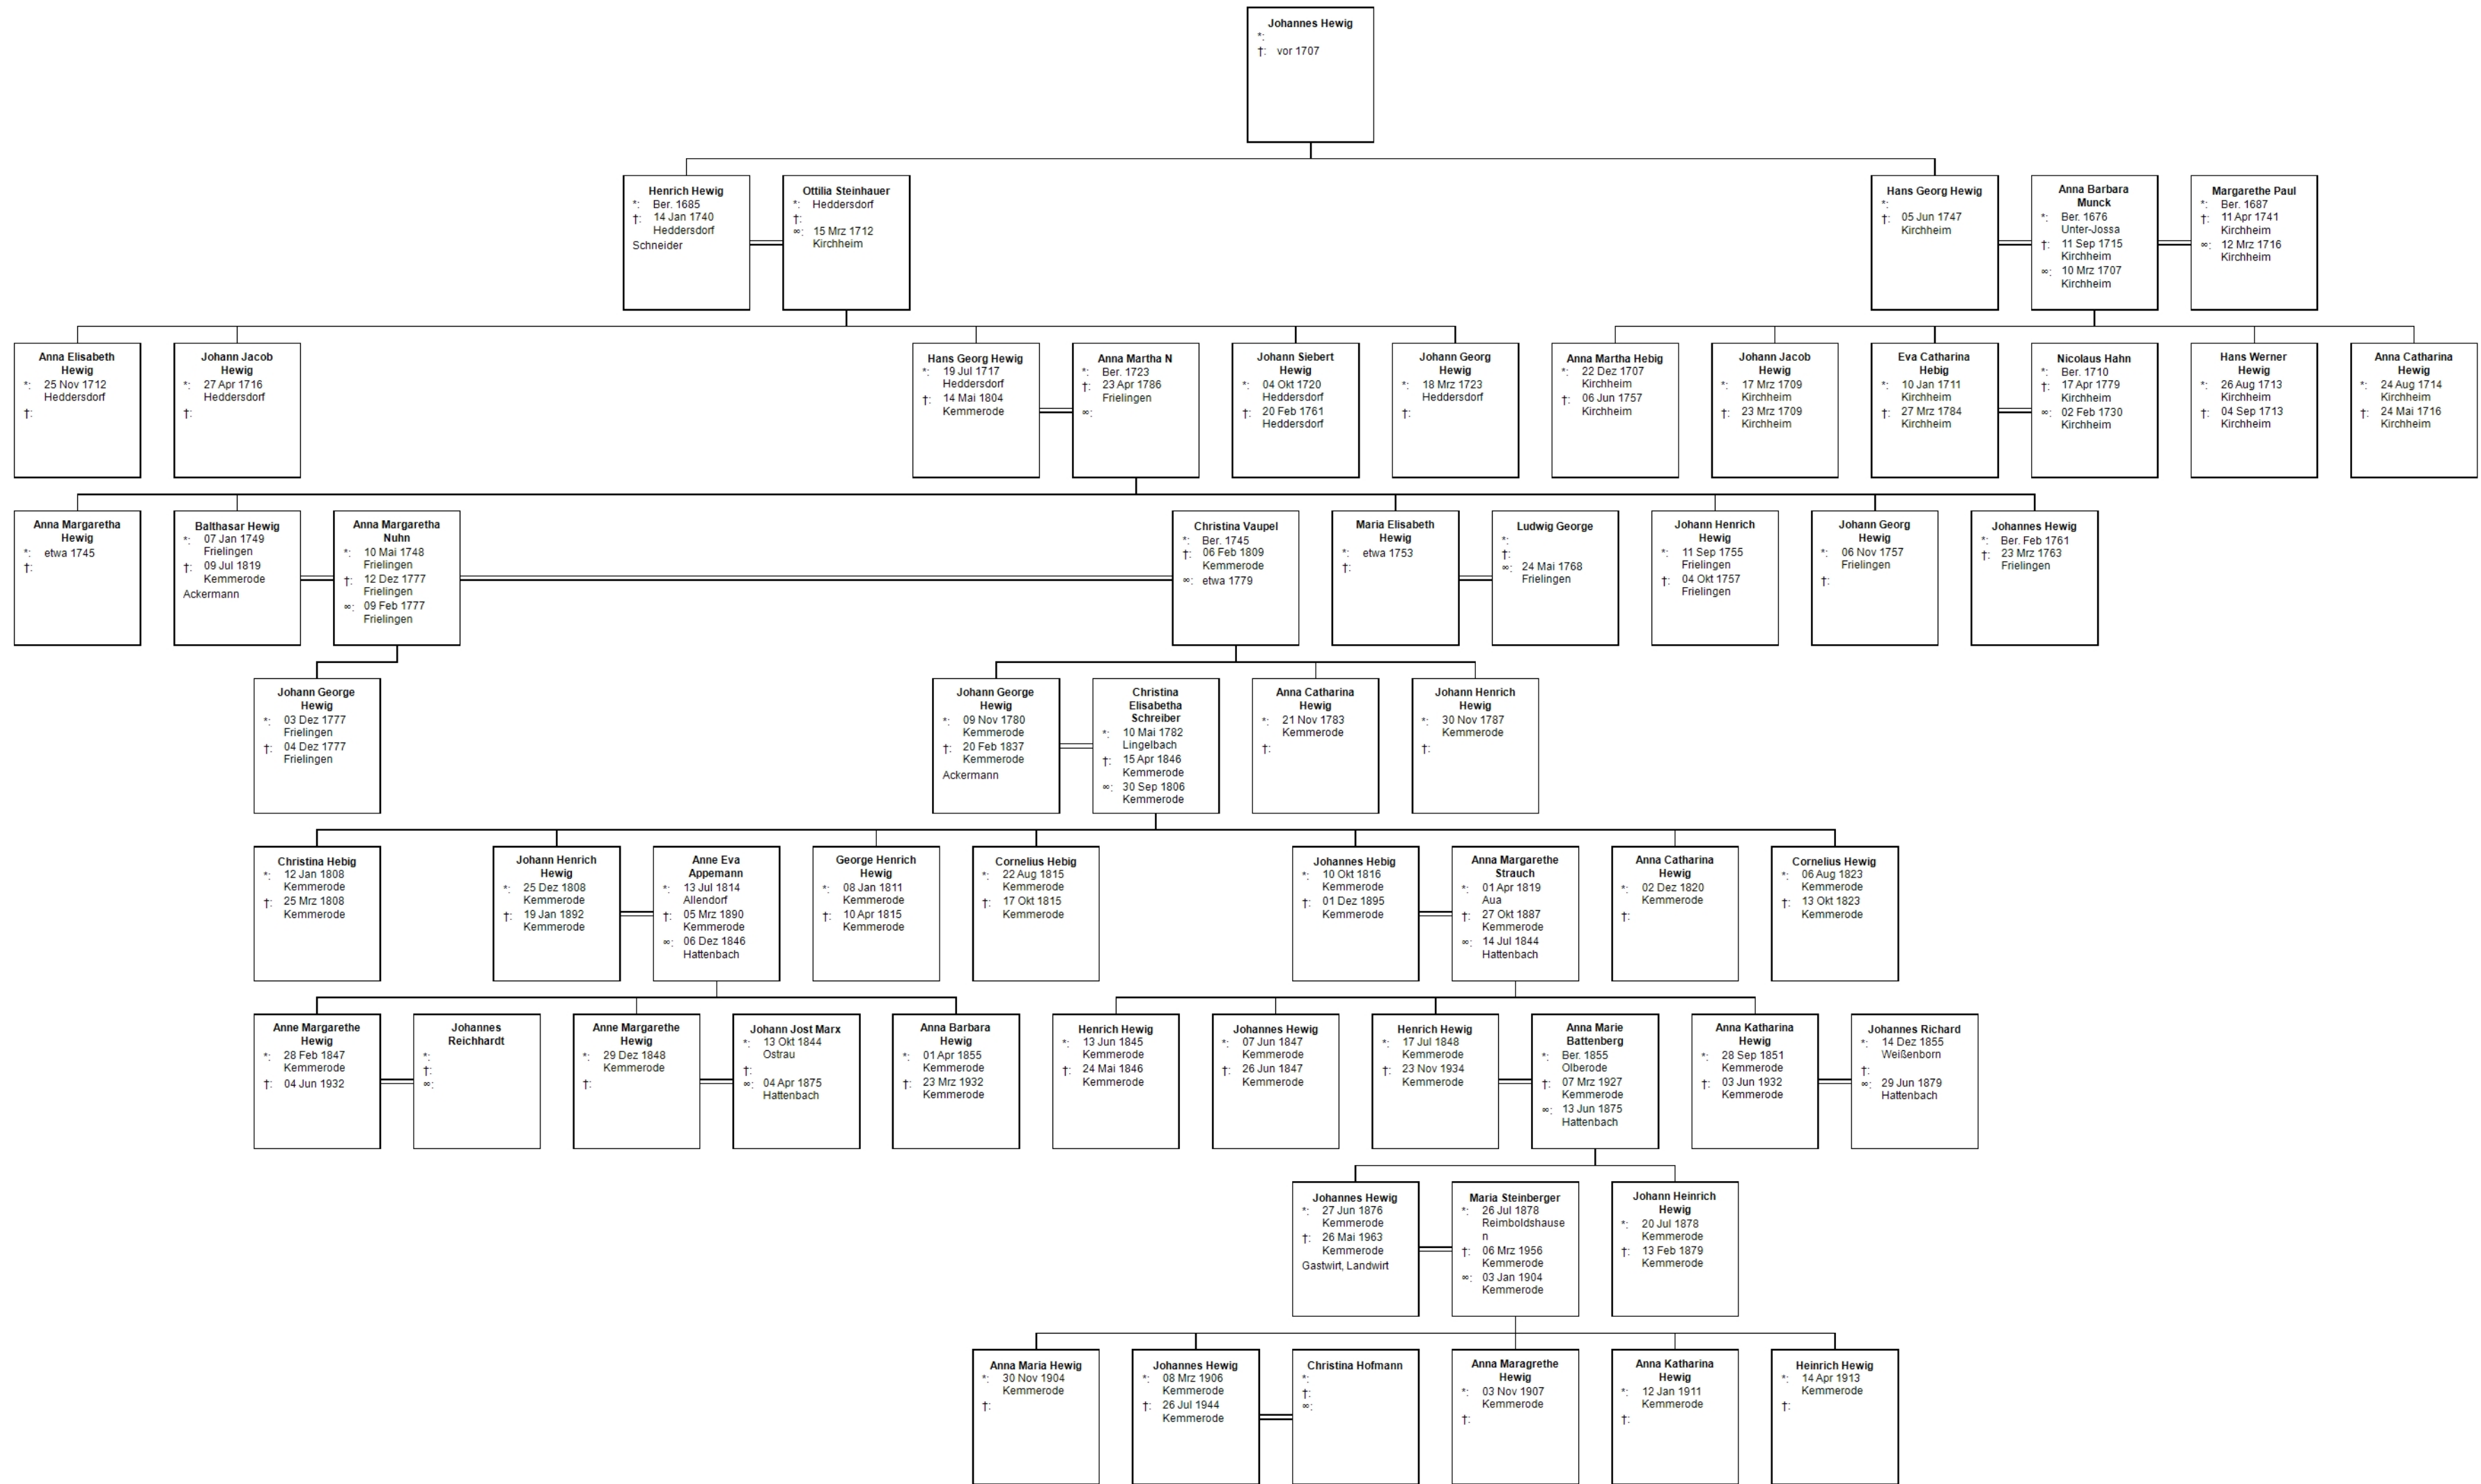 Johannes Hewig
*:
†: vor 1707
Henrich Hewig
*: Ber. 1685
†: 14 Jan 1740
Heddersdorf
Schneider
Ottilia Steinhauer
*: Heddersdorf
†:
∞: 15 Mrz 1712
Kirchheim
Hans Georg Hewig
*:
†: 05 Jun 1747
Kirchheim
Anna Barbara
Munck
*: Ber. 1676
Unter-Jossa
†: 11 Sep 1715
Kirchheim
∞: 10 Mrz 1707
Kirchheim
Margarethe Paul
*: Ber. 1687
†: 11 Apr 1741
Kirchheim
∞: 12 Mrz 1716
Kirchheim
Anna Elisabeth
Hewig
*: 25 Nov 1712
Heddersdorf
†:
Johann Jacob
Hewig
*: 27 Apr 1716
Heddersdorf
†:
Hans Georg Hewig
*: 19 Jul 1717
Heddersdorf
†: 14 Mai 1804
Kemmerode
Anna Martha N
*: Ber. 1723
†: 23 Apr 1786
Frielingen
∞:
Johann Siebert
Hewig
*: 04 Okt 1720
Heddersdorf
†: 20 Feb 1761
Heddersdorf
Johann Georg
Hewig
*: 18 Mrz 1723
Heddersdorf
†:
Anna Martha Hebig
*: 22 Dez 1707
Kirchheim
†: 06 Jun 1757
Kirchheim
Johann Jacob
Hewig
*: 17 Mrz 1709
Kirchheim
†: 23 Mrz 1709
Kirchheim
Eva Catharina
Hebig
*: 10 Jan 1711
Kirchheim
†: 27 Mrz 1784
Kirchheim
Nicolaus Hahn
*: Ber. 1710
†: 17 Apr 1779
Kirchheim
∞: 02 Feb 1730
Kirchheim
Hans Werner
Hewig
*: 26 Aug 1713
Kirchheim
†: 04 Sep 1713
Kirchheim
Anna Catharina
Hewig
*: 24 Aug 1714
Kirchheim
†: 24 Mai 1716
Kirchheim
Anna Margaretha
Hewig
*: etwa 1745
†:
Balthasar Hewig
*: 07 Jan 1749
Frielingen
†: 09 Jul 1819
Kemmerode
Ackermann
Anna Margaretha
Nuhn
*: 10 Mai 1748
Frielingen
†: 12 Dez 1777
Frielingen
∞: 09 Feb 1777
Frielingen
Christina Vaupel
*: Ber. 1745
†: 06 Feb 1809
Kemmerode
∞: etwa 1779
Maria Elisabeth
Hewig
*: etwa 1753
†:
Ludwig George
*:
†:
∞: 24 Mai 1768
Frielingen
Johann Henrich
Hewig
*: 11 Sep 1755
Frielingen
†: 04 Okt 1757
Frielingen
Johann Georg
Hewig
*: 06 Nov 1757
Frielingen
†:
Johannes Hewig
*: Ber. Feb 1761
†: 23 Mrz 1763
Frielingen
Johann George
Hewig
*: 03 Dez 1777
Frielingen
†: 04 Dez 1777
Frielingen
Johann George
Hewig
*: 09 Nov 1780
Kemmerode
†: 20 Feb 1837
Kemmerode
Ackermann
Christina
Elisabetha
Schreiber
*: 10 Mai 1782
Lingelbach
†: 15 Apr 1846
Kemmerode
∞: 30 Sep 1806
Kemmerode
Anna Catharina
Hewig
*: 21 Nov 1783
Kemmerode
†:
Johann Henrich
Hewig
*: 30 Nov 1787
Kemmerode
†:
Christina Hebig
*: 12 Jan 1808
Kemmerode
†: 25 Mrz 1808
Kemmerode
Johann Henrich
Hewig
*: 25 Dez 1808
Kemmerode
†: 19 Jan 1892
Kemmerode
Anne Eva
Appemann
*: 13 Jul 1814
Allendorf
†: 05 Mrz 1890
Kemmerode
∞: 06 Dez 1846
Hattenbach
George Henrich
Hewig
*: 08 Jan 1811
Kemmerode
†: 10 Apr 1815
Kemmerode
Cornelius Hebig
*: 22 Aug 1815
Kemmerode
†: 17 Okt 1815
Kemmerode
Johannes Hebig
*: 10 Okt 1816
Kemmerode
†: 01 Dez 1895
Kemmerode
Anna Margarethe
Strauch
*: 01 Apr 1819
Aua
†: 27 Okt 1887
Kemmerode
∞: 14 Jul 1844
Hattenbach
Anna Catharina
Hewig
*: 02 Dez 1820
Kemmerode
†:
Cornelius Hewig
*: 06 Aug 1823
Kemmerode
†: 13 Okt 1823
Kemmerode
Anne Margarethe
Hewig
*: 28 Feb 1847
Kemmerode
†: 04 Jun 1932
Johannes
Reichhardt
*:
†:
∞:
Anne Margarethe
Hewig
*: 29 Dez 1848
Kemmerode
†:
Johann Jost Marx
*: 13 Okt 1844
Ostrau
†:
∞: 04 Apr 1875
Hattenbach
Anna Barbara
Hewig
*: 01 Apr 1855
Kemmerode
†: 23 Mrz 1932
Kemmerode
Henrich Hewig
*: 13 Jun 1845
Kemmerode
†: 24 Mai 1846
Kemmerode
Johannes Hewig
*: 07 Jun 1847
Kemmerode
†: 26 Jun 1847
Kemmerode
Henrich Hewig
*: 17 Jul 1848
Kemmerode
†: 23 Nov 1934
Kemmerode
Anna Marie
Battenberg
*: Ber. 1855
Olberode
†: 07 Mrz 1927
Kemmerode
∞: 13 Jun 1875
Hattenbach
Anna Katharina
Hewig
*: 28 Sep 1851
Kemmerode
†: 03 Jun 1932
Kemmerode
Johannes Richard
*: 14 Dez 1855
Weißenborn
†:
∞: 29 Jun 1879
Hattenbach
Johannes Hewig
*: 27 Jun 1876
Kemmerode
†: 26 Mai 1963
Kemmerode
Gastwirt, Landwirt
Maria Steinberger
*: 26 Jul 1878
Reimboldshause
n
†: 06 Mrz 1956
Kemmerode
∞: 03 Jan 1904
Kemmerode
Johann Heinrich
Hewig
*: 20 Jul 1878
Kemmerode
†: 13 Feb 1879
Kemmerode
Anna Maria Hewig
*: 30 Nov 1904
Kemmerode
†:
Johannes Hewig
*: 08 Mrz 1906
Kemmerode
†: 26 Jul 1944
Kemmerode
Christina Hofmann
*:
†:
∞:
Anna Maragrethe
Hewig
*: 03 Nov 1907
Kemmerode
†:
Anna Katharina
Hewig
*: 12 Jan 1911
Kemmerode
†:
Heinrich Hewig
*: 14 Apr 1913
Kemmerode
†: